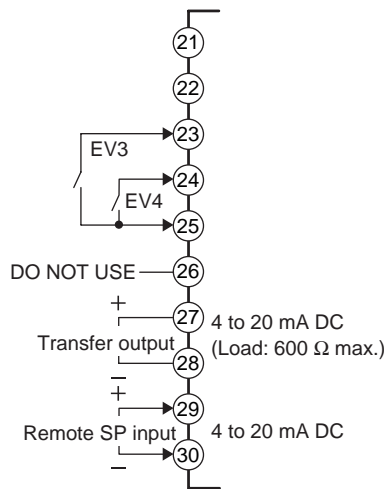 21
22
23
EV3
24
EV4
25
DO NOT USE 26
+
27 4 to 20 mA DC
Transfer output (Load: 600 Ω max.)
28
−
+
29
Remote SP input 4 to 20 mA DC
30
−